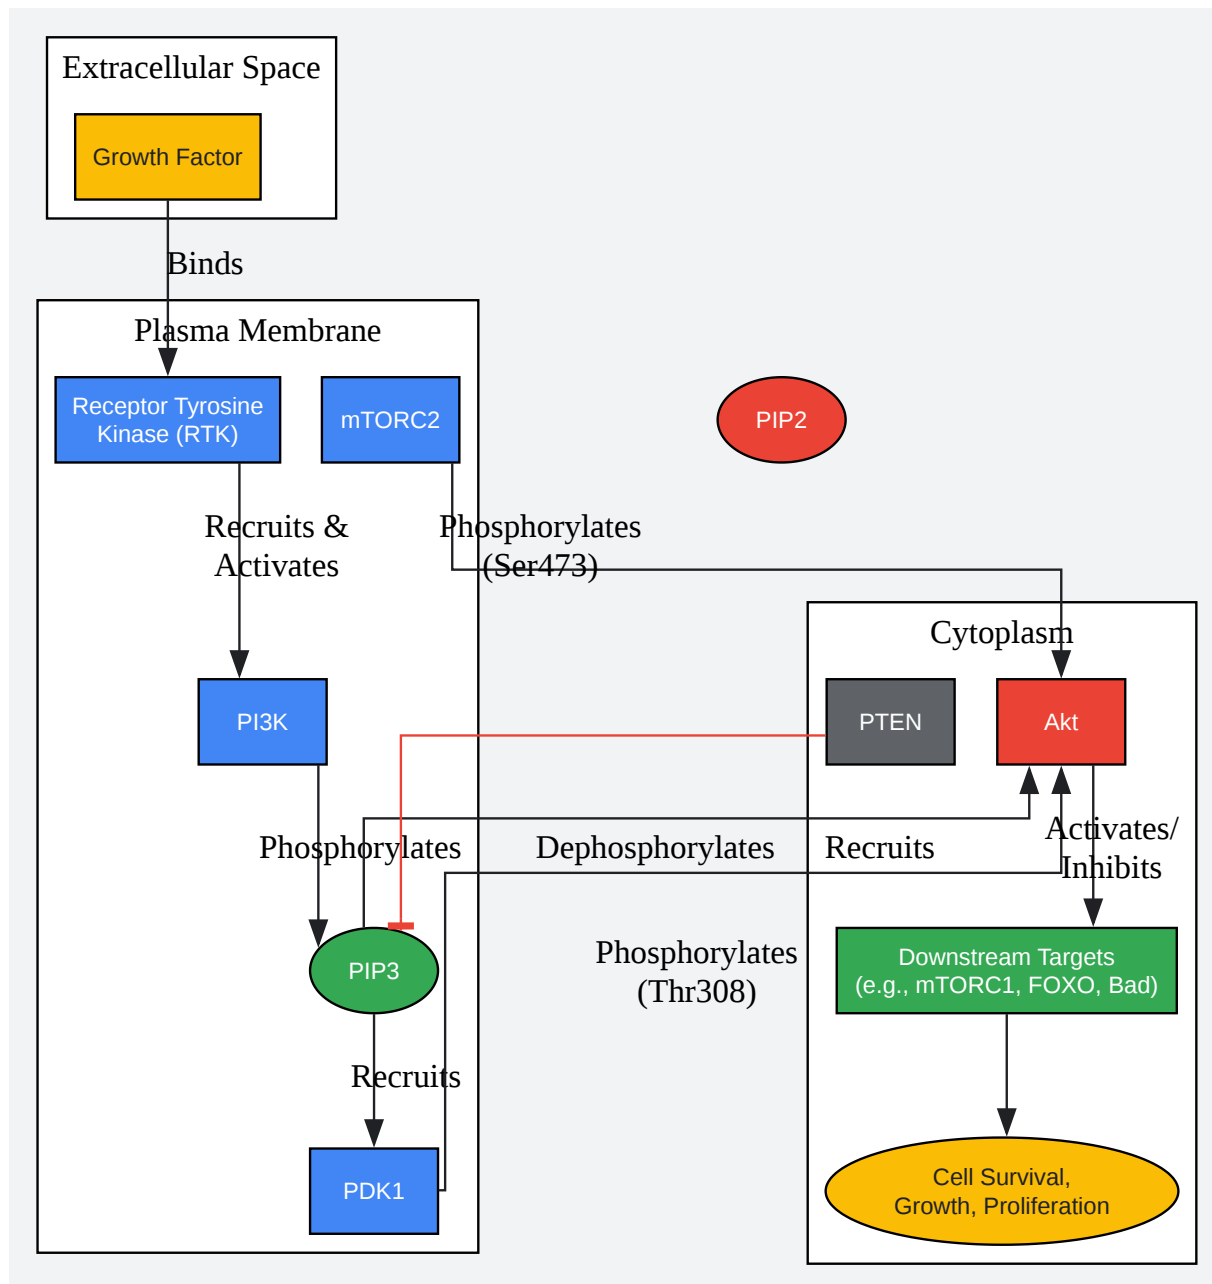 Extracellular Space
Growth Factor
Binds
Plasma Membrane
Receptor Tyrosine
Kinase (RTK)
mTORC2
PIP2
Recruits &
Activates
Phosphorylates
(Ser473)
Cytoplasm
PI3K
PTEN
Akt
Phosphorylates
Dephosphorylates
Recruits
Activates/
Inhibits
PIP3
Phosphorylates
(Thr308)
Downstream Targets
(e.g., mTORC1, FOXO, Bad)
Recruits
PDK1
Cell Survival,
Growth, Proliferation